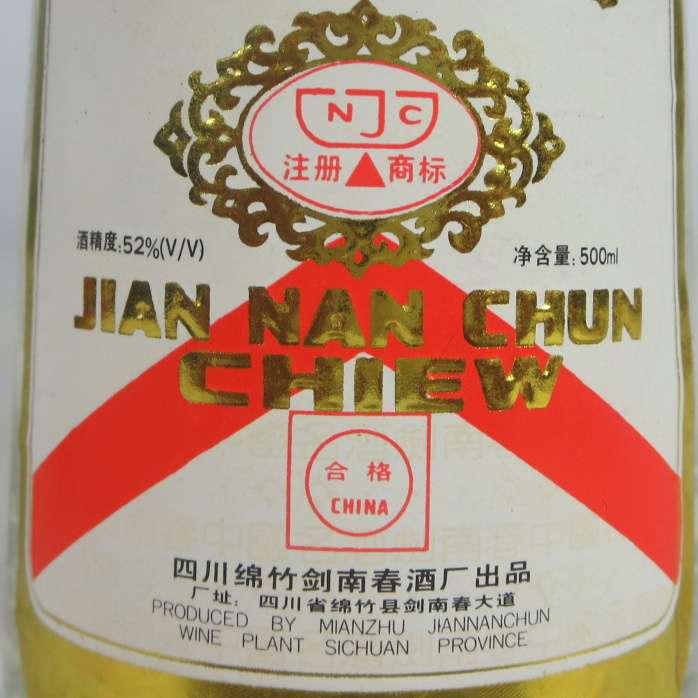 NJC
注册▲商标
酒精度:52%(V/V)
净含量:500ml
JIAN NAN CHUN
CHIEW
合格
CHINA
四川绵竹剑南春酒厂出品
厂址:四川省绵竹县剑南春大道
PRODUCED BY MIANZHU JIANNANCHUN
WINE PLANT SICHUAN PROVINCE